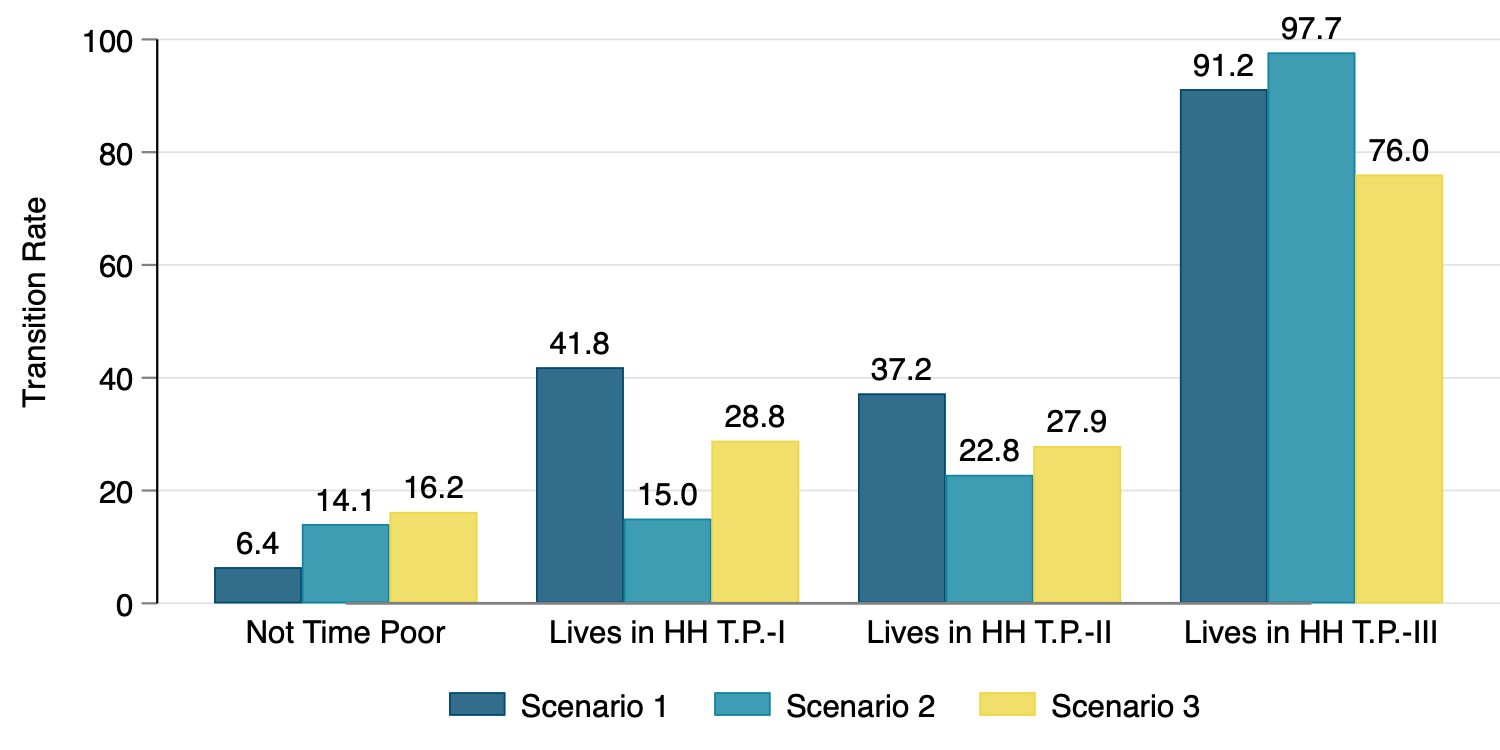 Transition Rate
100
80
60
40
20
0
6.4
14.1
16.2
41.8
15.0
28.8
37.2
22.8
27.9
91.2
97.7
76.0
Not Time Poor
Lives in HH T.P.-I
Lives in HH T.P.-II
Lives in HH T.P.-III
Scenario 1
Scenario 2
Scenario 3